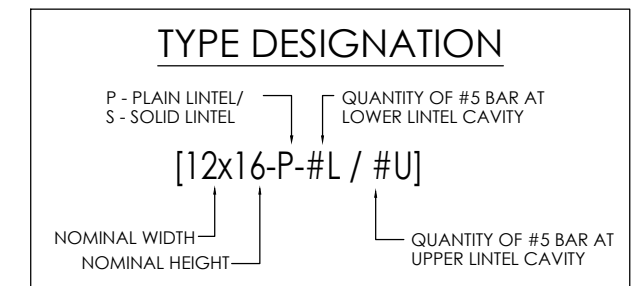 TYPE DESIGNATION
P - PLAIN LINTEL/
S - SOLID LINTEL
QUANTITY OF #5 BAR AT
LOWER LINTEL CAVITY
[12x16-P-#L / #U]
NOMINAL WIDTH
NOMINAL HEIGHT
QUANTITY OF #5 BAR AT
UPPER LINTEL CAVITY